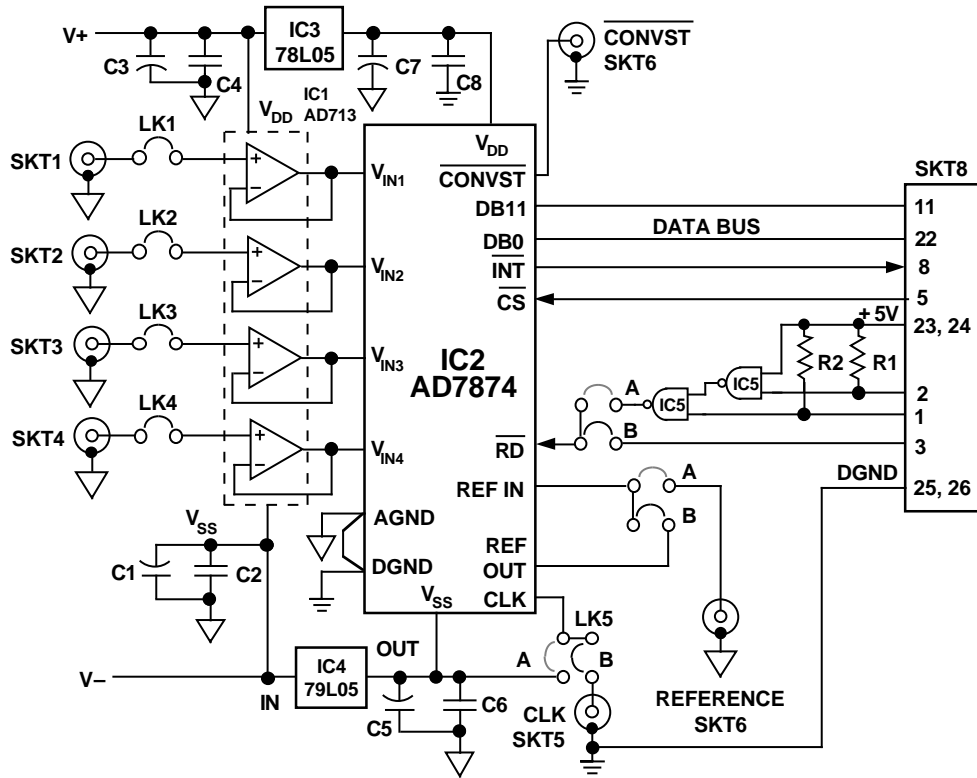 V+
IC3
78L05
C3
C4
C7
C8
CONVST
SKT6
VDD
IC1
AD713
SKT1
LK1
SKT2
LK2
SKT3
LK3
SKT4
LK4
VIN1
VIN2
VIN3
VIN4
VDD
CONVST
DB11
DB0
INT
CS
IC2
AD7874
RD
REF IN
REF
OUT
CLK
AGND
DGND
VSS
DATA BUS
SKT8
11
22
8
5
+ 5V
23, 24
2
1
3
DGND
25, 26
R2
R1
IC5
IC5
A
B
A
B
VSS
C1
C2
V–
IN
IC4
79L05
OUT
C5
C6
LK5
A
B
CLK
SKT5
REFERENCE
SKT6